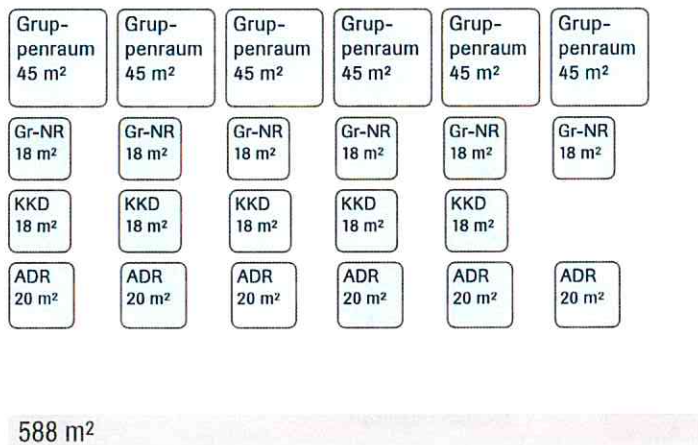 Grup- Grup- Grup- Grup- Grup- Grup-
penraum penraum penraum penraum penraum penraum
45 m² 45 m² 45 m² 45 m² 45 m² 45 m²
Gr-NR Gr-NR Gr-NR Gr-NR Gr-NR Gr-NR
18 m² 18 m² 18 m² 18 m² 18 m² 18 m²
KKD KKD KKD KKD KKD
18 m² 18 m² 18 m² 18 m² 18 m²
ADR ADR ADR ADR ADR ADR
20 m² 20 m² 20 m² 20 m² 20 m² 20 m²
588 m²